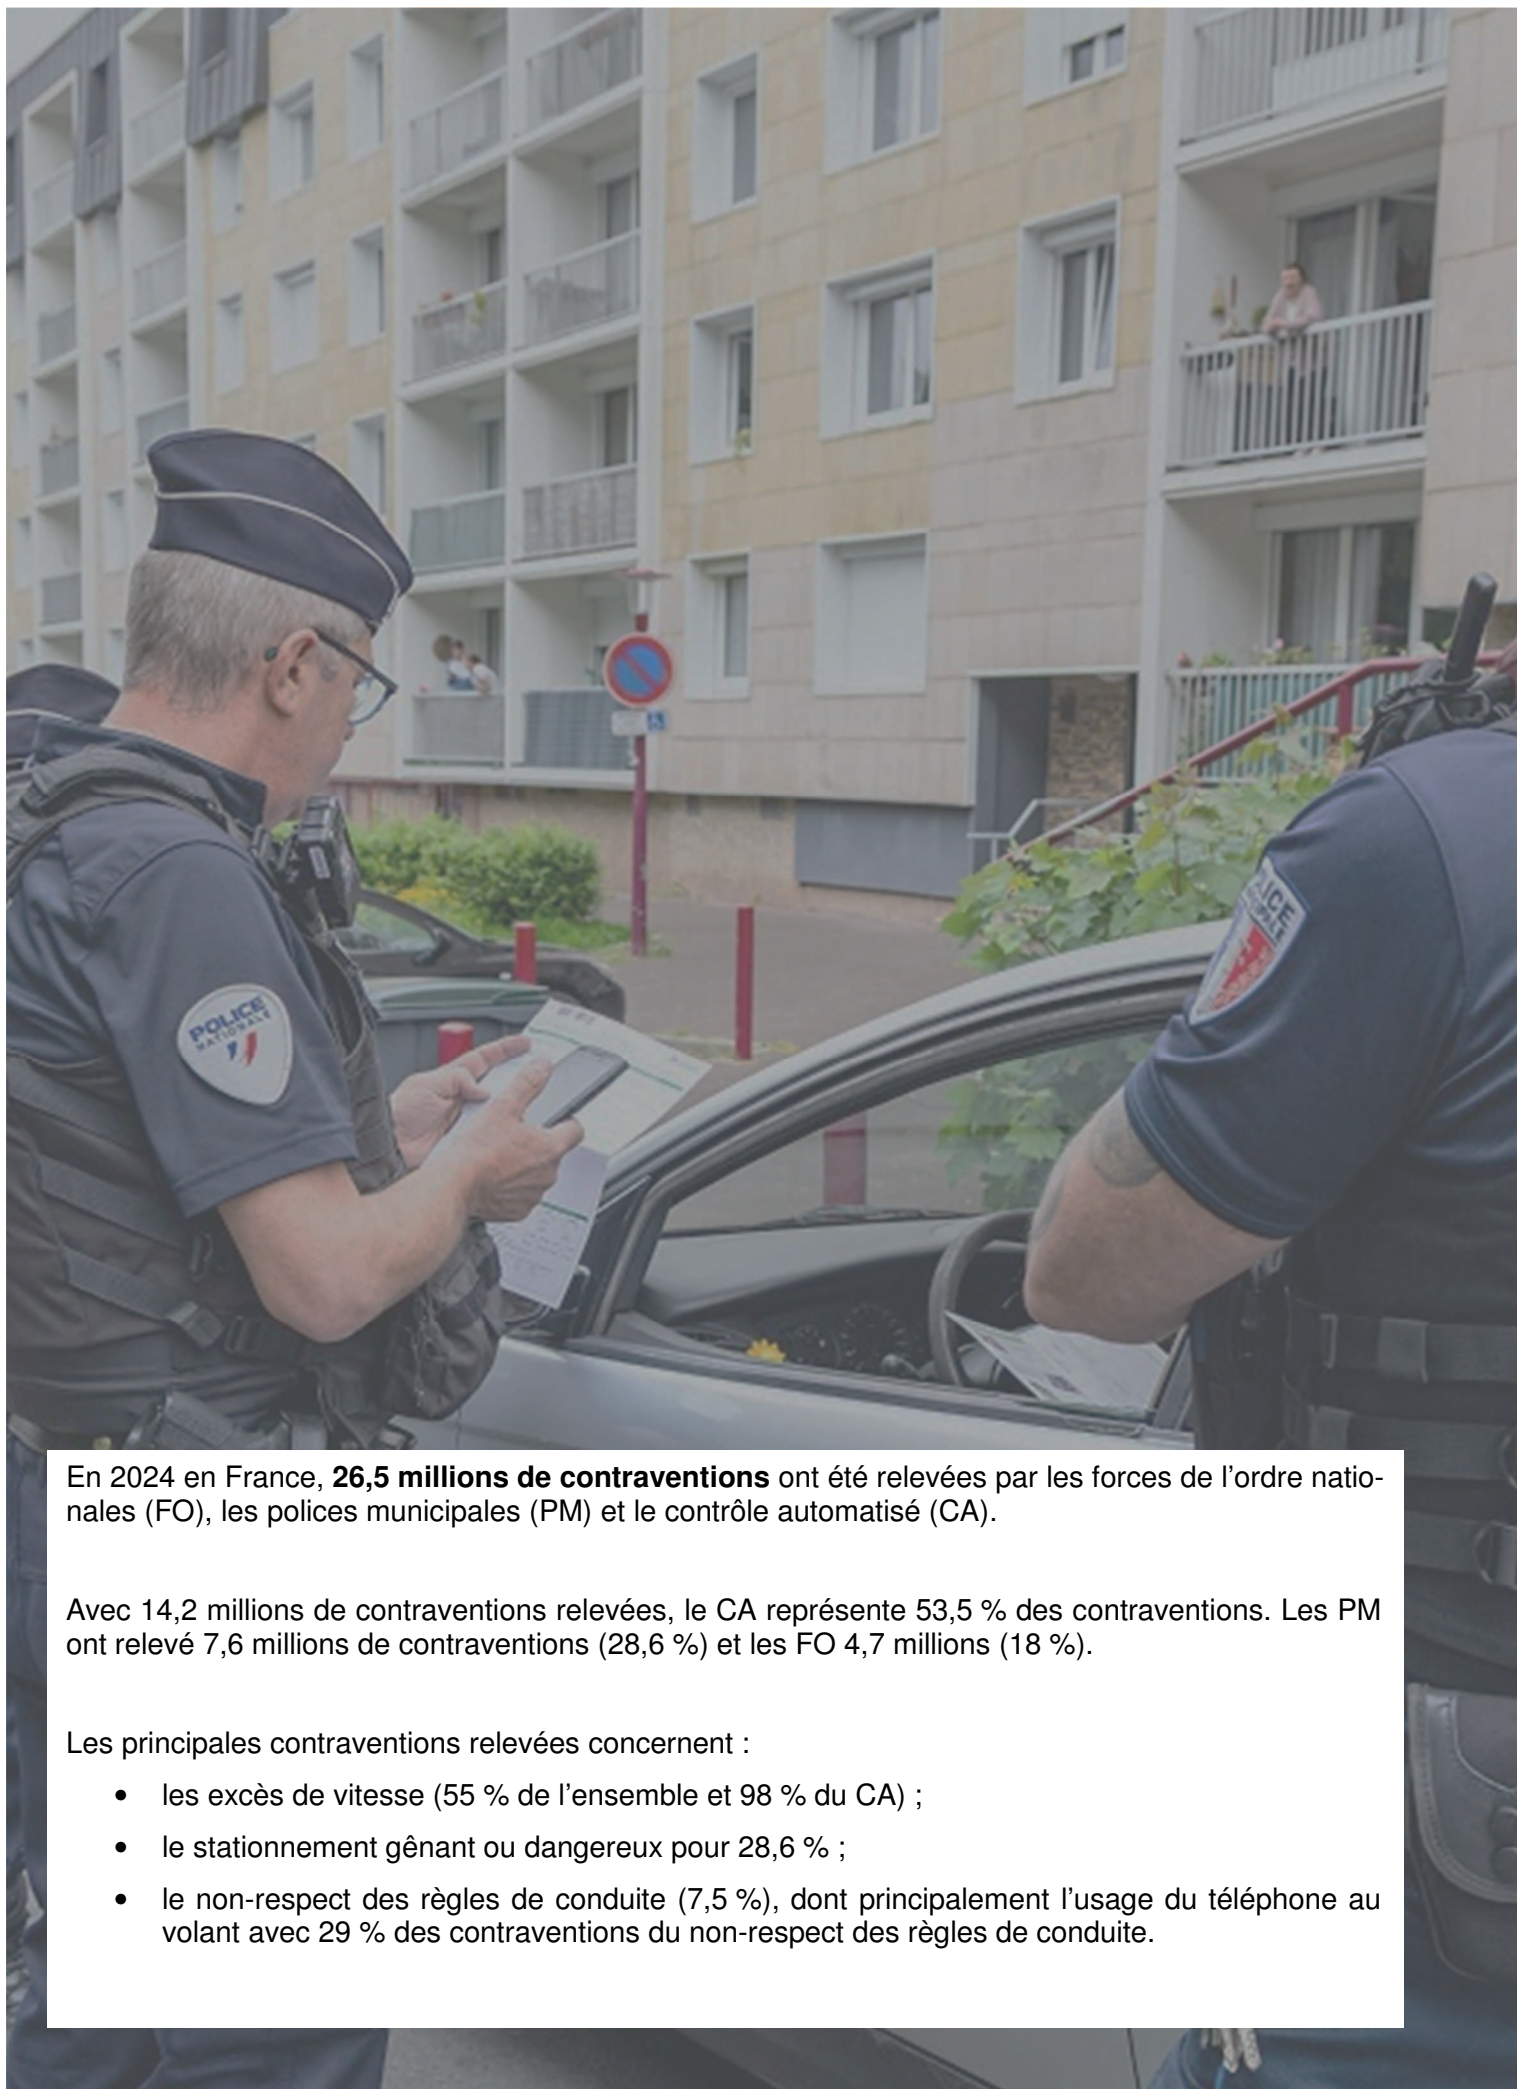 POLICE
NATIONALE
En 2024 en France, 26,5 millions de contraventions ont été relevées par les forces de l’ordre natio-
nales (FO), les polices municipales (PM) et le contrôle automatisé (CA).
Avec 14,2 millions de contraventions relevées, le CA représente 53,5 % des contraventions. Les PM
ont relevé 7,6 millions de contraventions (28,6 %) et les FO 4,7 millions (18 %).
Les principales contraventions relevées concernent :
• les excès de vitesse (55 % de l’ensemble et 98 % du CA) ;
• le stationnement gênant ou dangereux pour 28,6 % ;
• le non-respect des règles de conduite (7,5 %), dont principalement l’usage du téléphone au
volant avec 29 % des contraventions du non-respect des règles de conduite.